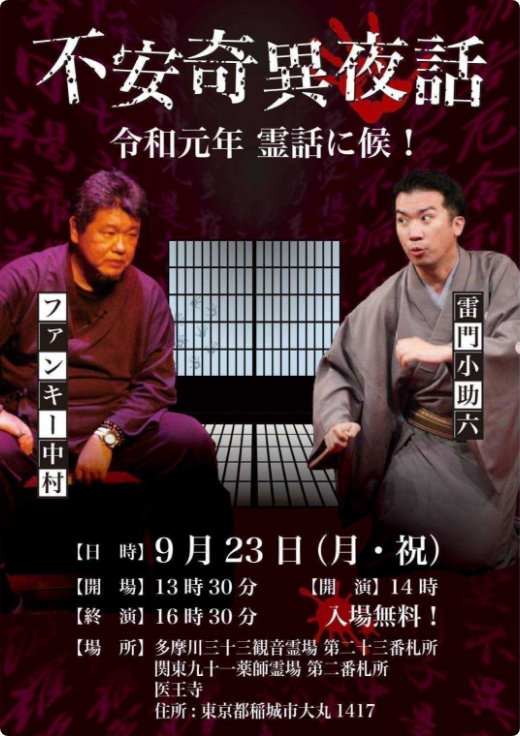 不安奇異夜話
令和元年 霊話に候！
ファンキー中村
雷門小助六
【日　時】9月23日（月・祝）
【開　場】13時30分　【開　演】14時
【終　演】16時30分　入場無料！
【場　所】多摩川三十三観音霊場 第二十三番札所
関東九十一薬師霊場 第二番札所
医王寺
住所：東京都稲城市大丸1417